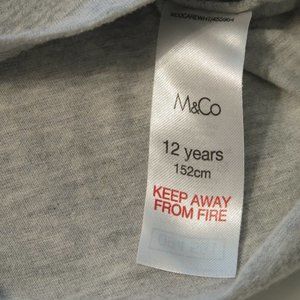 M&Co
12 years
152cm
KEEP AWAY
FROM FIRE